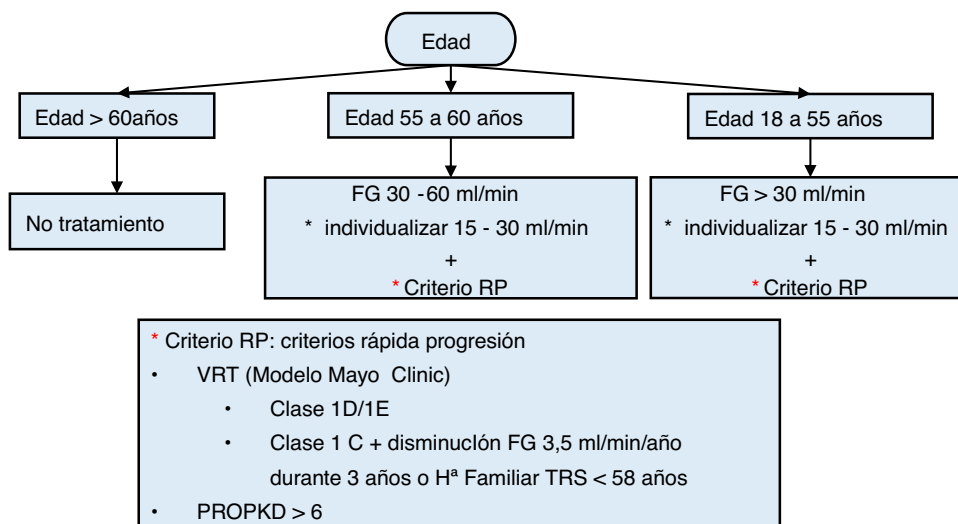 Edad
Edad > 60años
Edad 55 a 60 años
Edad 18 a 55 años
No tratamiento
FG 30 -60 ml/min
* individualizar 15 - 30 ml/min
+
* Criterio RP
FG > 30 ml/min
* individualizar 15 - 30 ml/min
+
* Criterio RP
* Criterio RP: criterios rápida progresión
• VRT (Modelo Mayo Clinic)
• Clase 1D/1E
• Clase 1 C + disminucIón FG 3,5 ml/min/año
durante 3 años o Hª Familiar TRS < 58 años
• PROPKD > 6